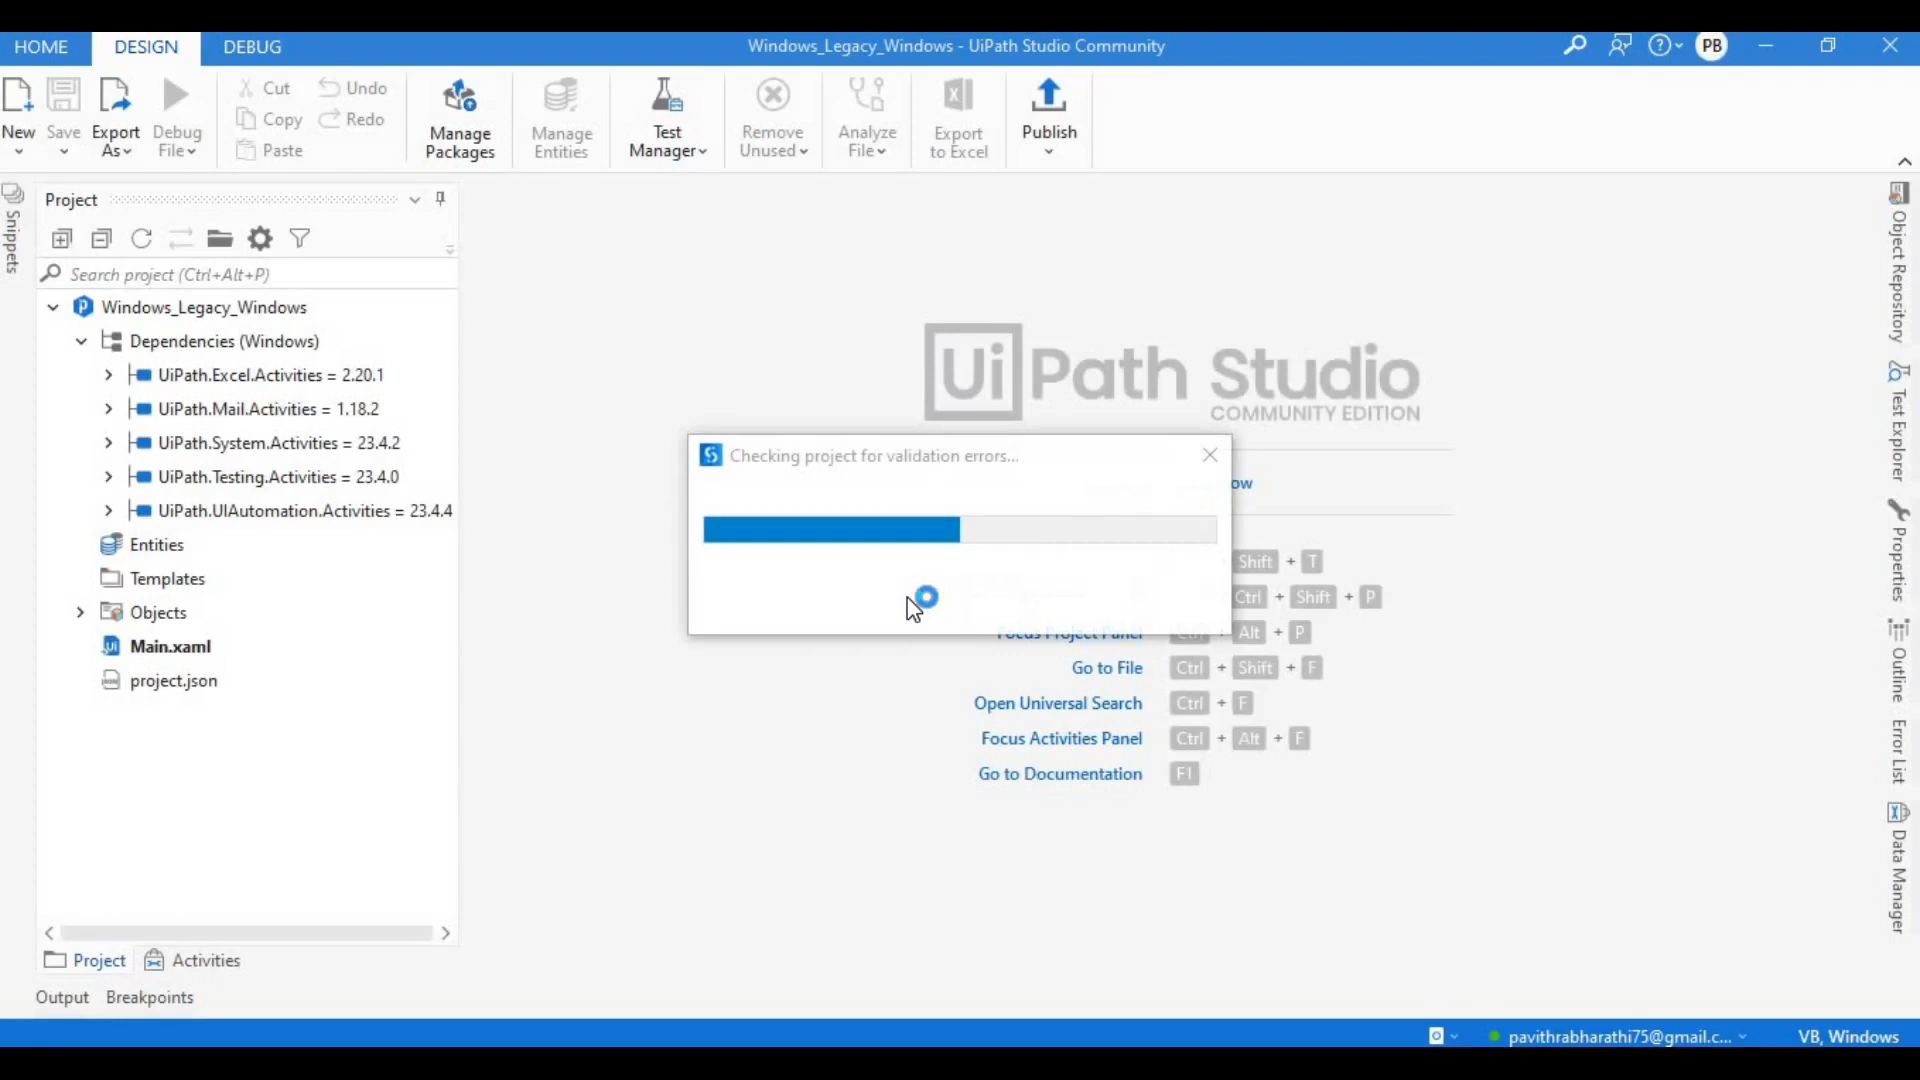 HOME
DESIGN
DEBUG
Windows_Legacy_Windows - UiPath Studio Community
PB
New
Save
Export
As
Debug
File
Cut
Copy
Paste
Undo
Redo
Manage
Packages
Manage
Entities
Test
Manager
Remove
Unused
Analyze
File
Export
to Excel
Publish
Snippets
Project
Search project (Ctrl+Alt+P)
Windows_Legacy_Windows
Dependencies (Windows)
UiPath.Excel.Activities = 2.20.1
UiPath.Mail.Activities = 1.18.2
UiPath.System.Activities = 23.4.2
UiPath.Testing.Activities = 23.4.0
UiPath.UIAutomation.Activities = 23.4.4
Entities
Templates
Objects
Main.xaml
project.json
Project
Activities
Output
Breakpoints
UiPath Studio
COMMUNITY EDITION
Checking project for validation errors...
ow
Shift + T
Ctrl + Shift + P
Focus Project Panel Ctrl + Alt + P
Go to File Ctrl + Shift + F
Open Universal Search Ctrl + F
Focus Activities Panel Ctrl + Alt + F
Go to Documentation F1
Object Repository
Test Explorer
Properties
Outline
Error List
Data Manager
pavithrabharathi75@gmail.c...
VB, Windows